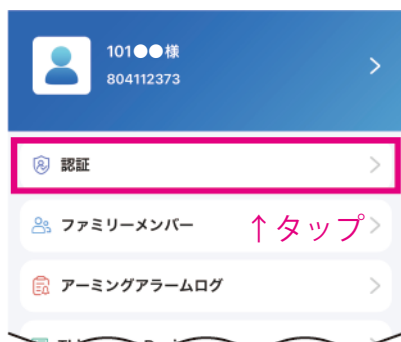 101●●様
804112373
認証
ファミリーメンバー
↑タップ
アーミングアラームログ